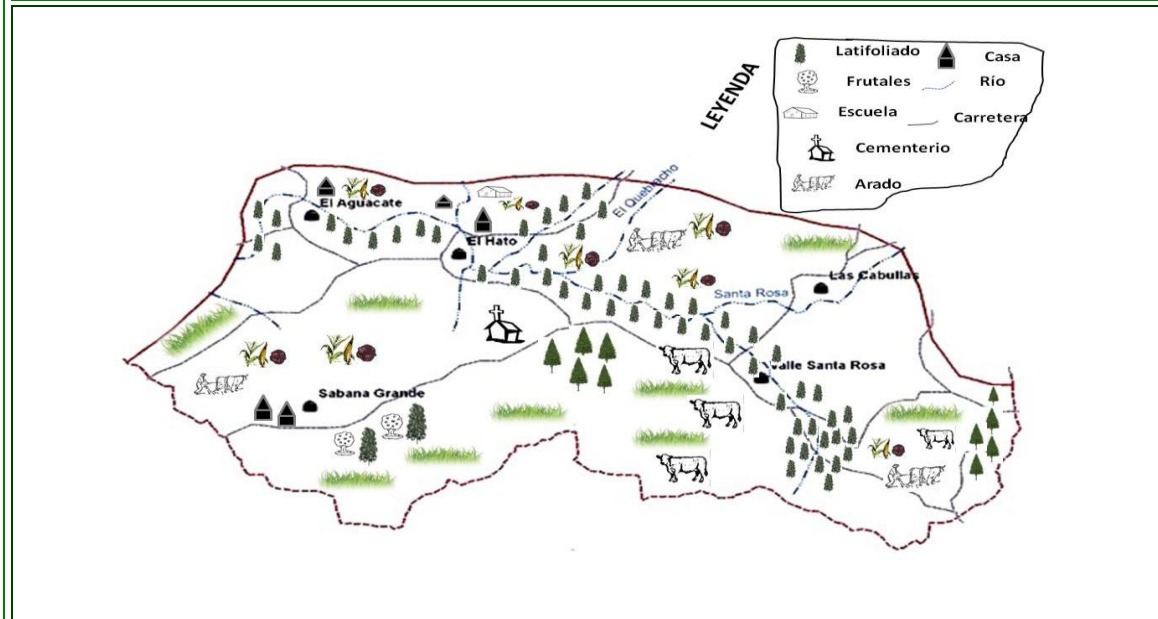 LEYENDA
Latifoliado
Casa
Frutales
Río
Escuela
Carretera
Cementerio
Arado
El Aguacate
El Quebracho
El Hato
Las Cabullas
Santa Rosa
Valle Santa Rosa
Sabana Grande